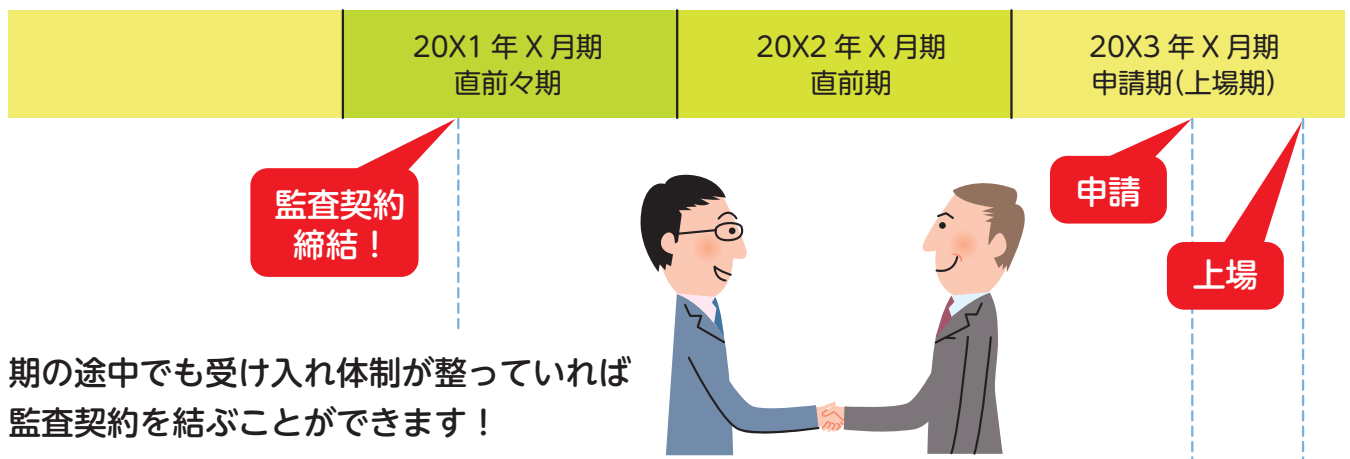 20X1 年 X 月期
直前々期
20X2 年 X 月期
直前期
20X3 年 X 月期
申請期(上場期)
監査契約
締結！
申請
上場
期の途中でも受け入れ体制が整っていれば
監査契約を結ぶことができます！